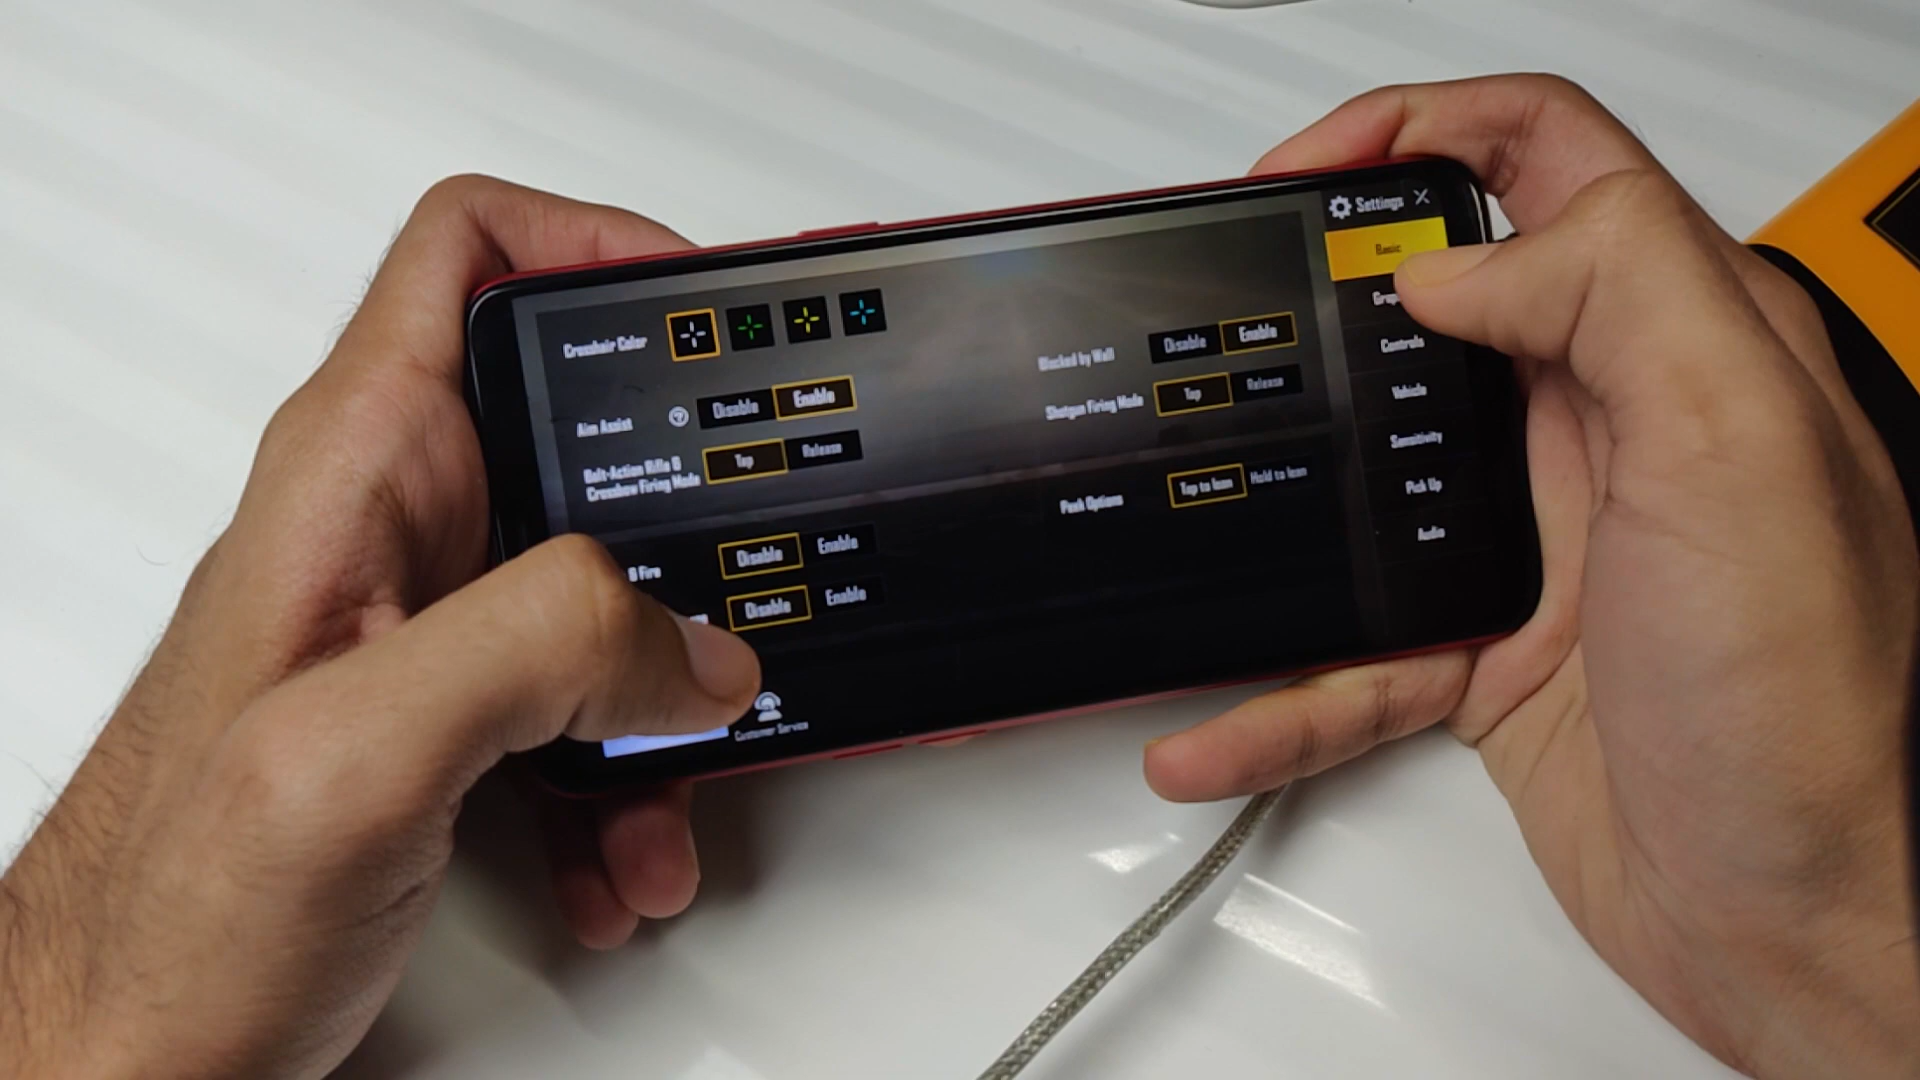 Settings
Basic
Crosshair Color
Aim Assist
Disable Enable
Blocked by Wall
Disable Enable
Bolt-Action Rifle &
Crossbow Firing Mode
Tap Release
Shotgun Firing Mode
Tap Release
& Fire
Disable Enable
Peek Options
Tap to lean Hold to lean
Disable Enable
Customer Service
Controls
Vehicle
Sensitivity
Pick Up
Audio